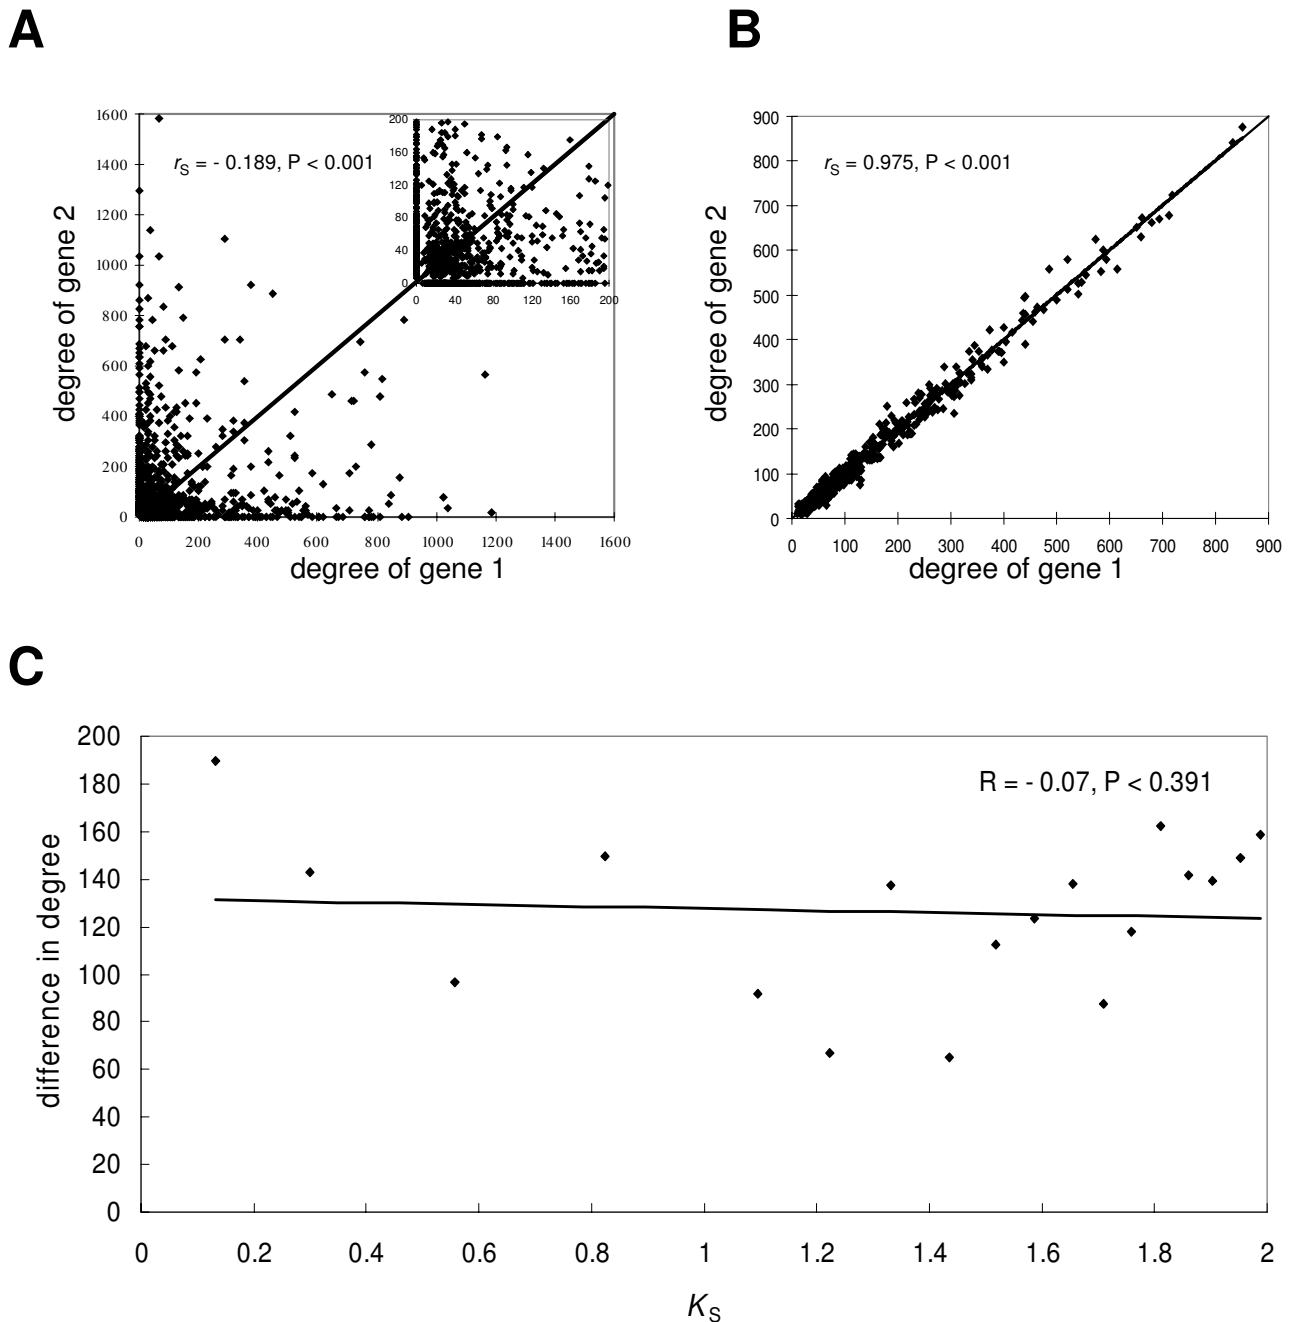 A
B
1600
1400
1200
1000
800
600
400
200
0
degree of gene 2
r_S = - 0.189, P < 0.001
200
160
120
80
40
0
0 40 80 120 160 200
0 200 400 600 800 1000 1200 1400 1600
degree of gene 1
900
800
700
600
500
400
300
200
100
0
degree of gene 2
r_S = 0.975, P < 0.001
0 100 200 300 400 500 600 700 800 900
degree of gene 1
C
200
180
160
140
120
100
80
60
40
20
0
difference in degree
R = - 0.07, P < 0.391
0 0.2 0.4 0.6 0.8 1 1.2 1.4 1.6 1.8 2
K_S